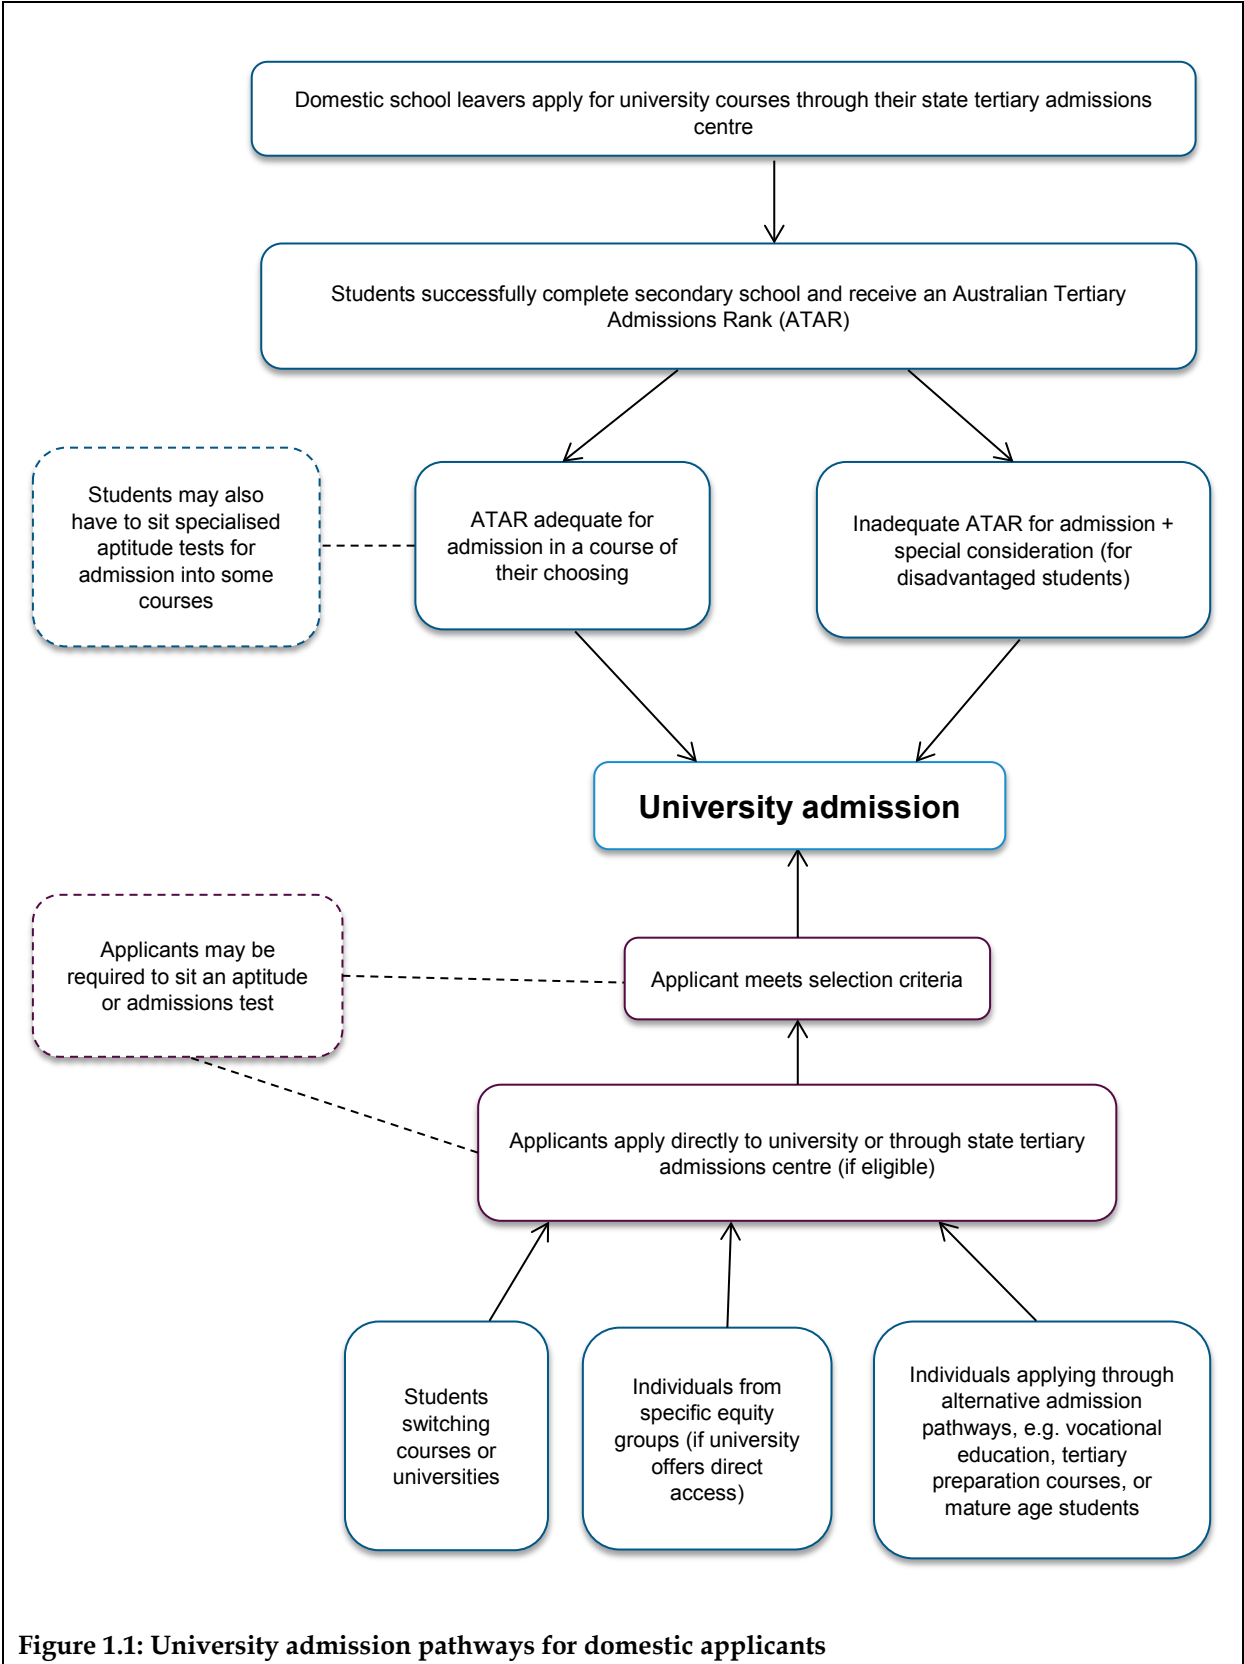 Domestic school leavers apply for university courses through their state tertiary admissions
centre
Students successfully complete secondary school and receive an Australian Tertiary
Admissions Rank (ATAR)
Students may also
have to sit specialised
aptitude tests for
admission into some
courses
ATAR adequate for
admission in a course of
their choosing
Inadequate ATAR for admission +
special consideration (for
disadvantaged students)
University admission
Applicants may be
required to sit an aptitude
or admissions test
Applicant meets selection criteria
Applicants apply directly to university or through state tertiary
admissions centre (if eligible)
Students
switching
courses or
universities
Individuals from
specific equity
groups (if university
offers direct
access)
Individuals applying through
alternative admission
pathways, e.g. vocational
education, tertiary
preparation courses, or
mature age students
Figure 1.1: University admission pathways for domestic applicants